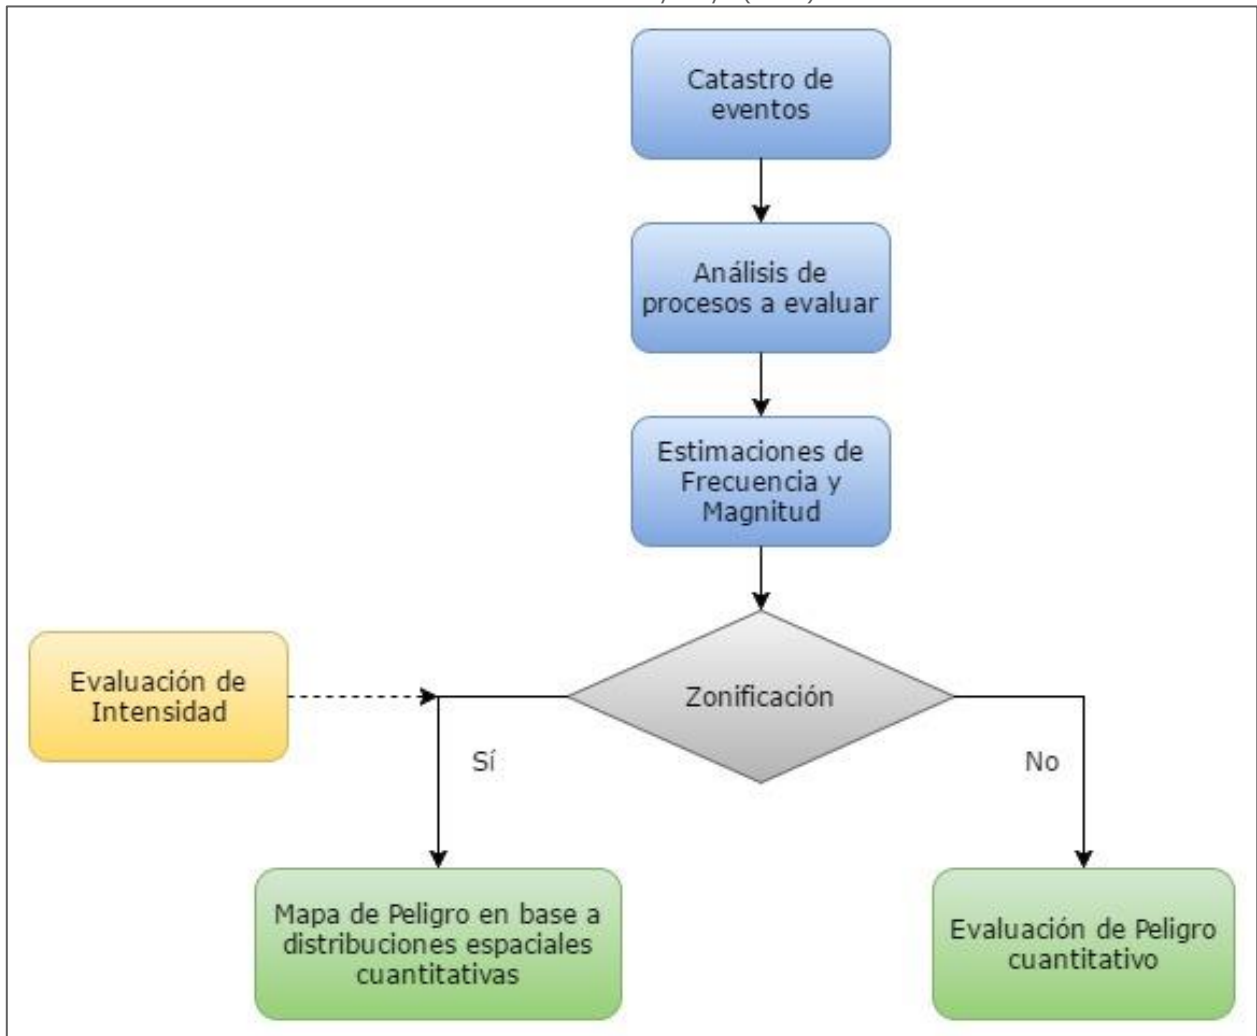 Catastro de
eventos
Análisis de
procesos a evaluar
Estimaciones de
Frecuencia y
Magnitud
Evaluación de
Intensidad
Zonificación
Sí
No
Mapa de Peligro en base a
distribuciones espaciales
cuantitativas
Evaluación de Peligro
cuantitativo